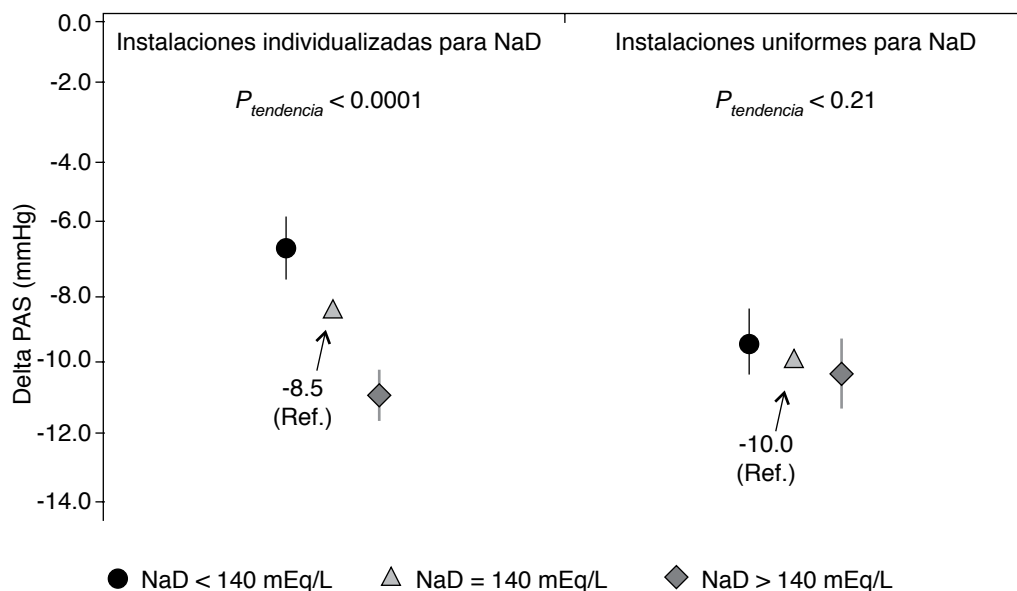 Instalaciones individualizadas para NaD
Instalaciones uniformes para NaD
P tendencia < 0.0001
P tendencia < 0.21
Delta PAS (mmHg)
0.0
-2.0
-4.0
-6.0
-8.0
-10.0
-12.0
-14.0
-8.5
(Ref.)
-10.0
(Ref.)
NaD < 140 mEq/L
NaD = 140 mEq/L
NaD > 140 mEq/L